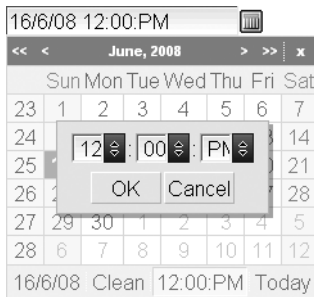 16/6/08 12:00:PM
<< < June, 2008 > >> x
Sun Mon Tue Wed Thu Fri Sat
23 1 2 3 4 5 6 7
24 14
12 : 00 : PM
25 21
26 28
OK Cancel
27 29 30 1 2 3 4 5
28 6 7 8 9 10 11 12
16/6/08 Clean 12:00:PM Today